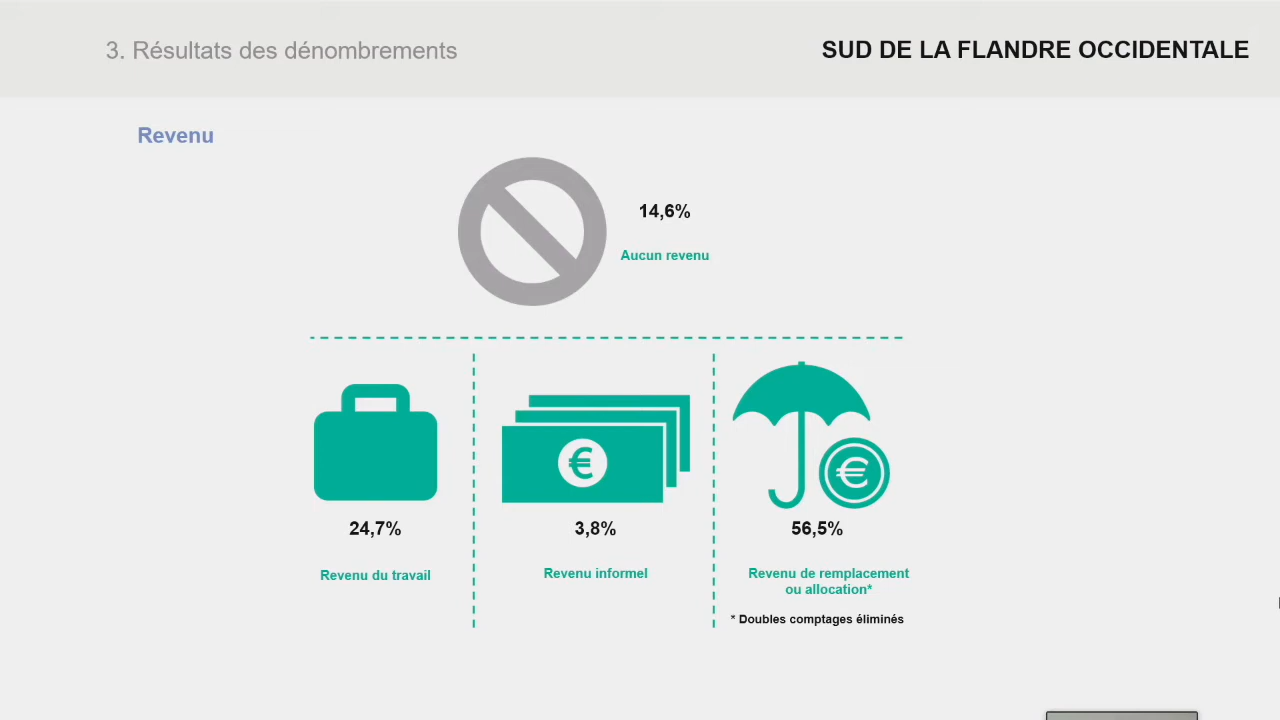 3. Résultats des dénombrements
SUD DE LA FLANDRE OCCIDENTALE
Revenu
14,6%
Aucun revenu
€
€
24,7%
3,8%
56,5%
Revenu du travail
Revenu informel
Revenu de remplacement
ou allocation*
* Doubles comptages éliminés